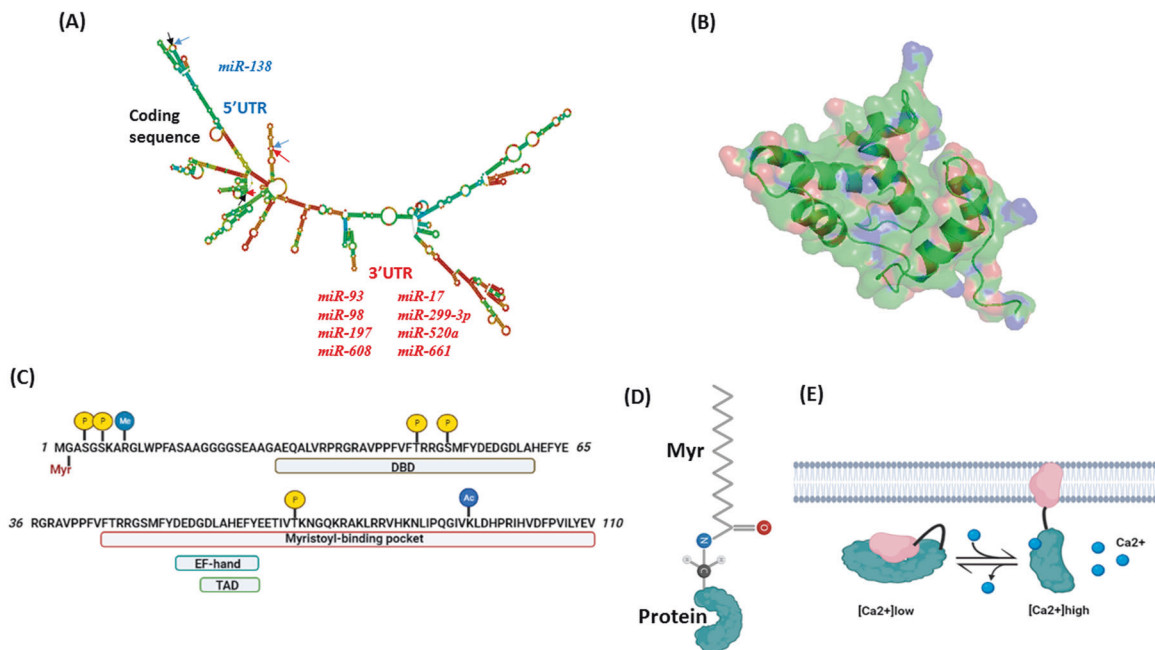 (A)
miR-138
5'UTR
Coding
sequence
3'UTR
miR-93 miR-17
miR-98 miR-299-3p
miR-197 miR-520a
miR-608 miR-661
(B)
(C)
P P Me P P
1 MGASGSKARGLWPFASAAGGGGSEAAGAEQALVRPRGRAVPPFVFTRRGSMFYDEDGDLAHEFYE 65
Myr
DBD
P Ac
36 RGRAVPPFVFTRRGSMFYDEDGDLAHEFYEETIVTKNGQKRAKLRRVHKNLIPQGIVKLDHPRIHVDFPVILYEV 110
Myristoyl-binding pocket
EF-hand
TAD
(D)
Myr
N O
H C H
Protein
(E)
Ca2+
[Ca2+]low [Ca2+]high